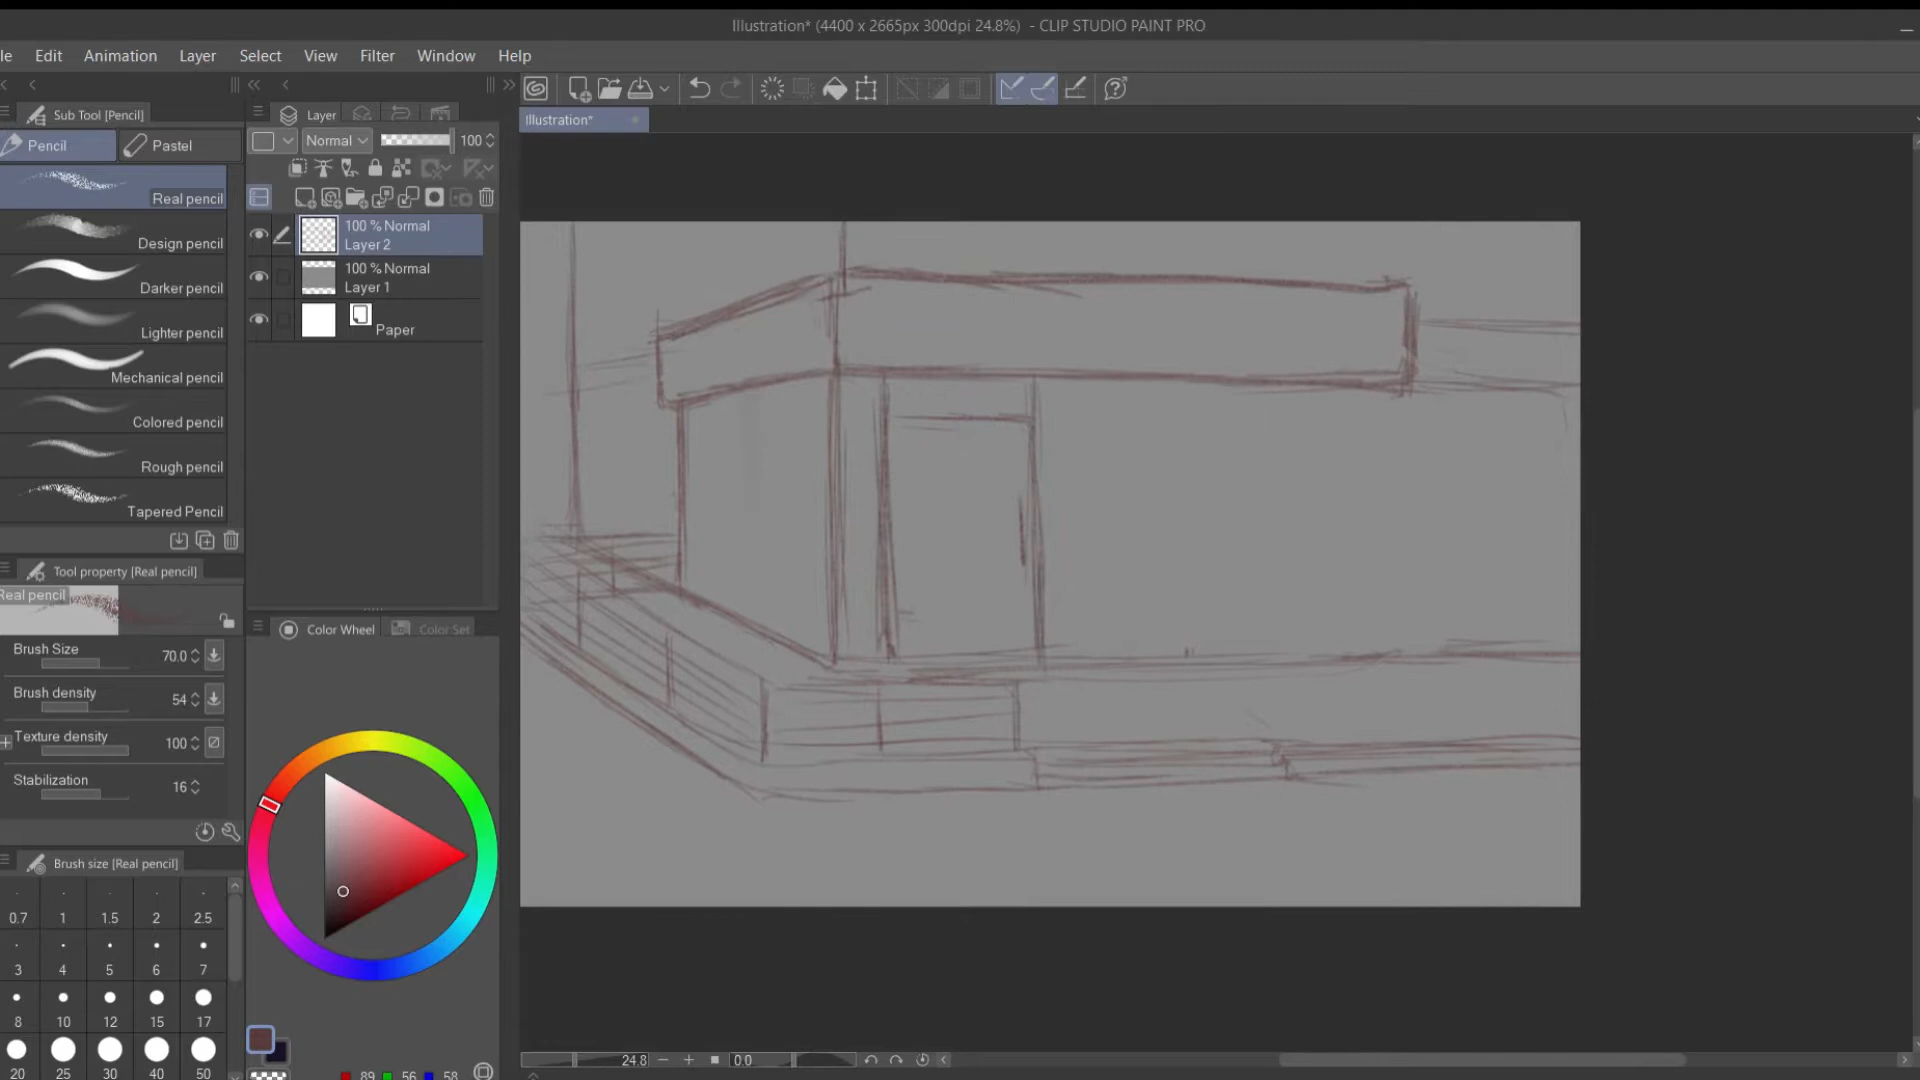 Illustration* (4400 x 2665px 300dpi 24.8%) - CLIP STUDIO PAINT PRO
le Edit Animation Layer Select View Filter Window Help
Sub Tool [Pencil]
Layer
Illustration*
Pencil
Pastel
Normal
100
Real pencil
Design pencil
Darker pencil
Lighter pencil
Mechanical pencil
Colored pencil
Rough pencil
Tapered Pencil
100 % Normal
Layer 2
100 % Normal
Layer 1
Paper
Tool property [Real pencil]
Real pencil
Brush Size 70.0
Brush density 54
Texture density 100
Stabilization 16
Color Wheel
Color Set
Brush size [Real pencil]
0.7 1 1.5 2 2.5
3 4 5 6 7
8 10 12 15 17
20 25 30 40 50
89 56 58
24.8
0.0